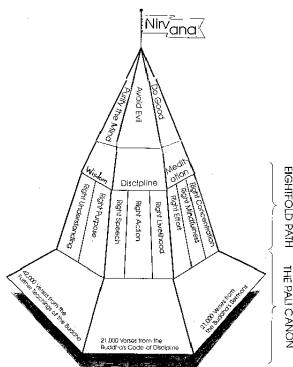 Nirvana
Purify the Mind
Avoid Evil
Do Good
Wisdom
Discipline
Medit-
ation
Right Understanding
Right Purpose
Right Speech
Right Action
Right Livelihood
Right Effort
Right Mindfulness
Right Concentration
EIGHTFOLD PATH
THE PALI CANON
42,000 Verses from the
Further Teachings of the Buddha
21,000 Verses from the
Buddha's Code of Discipline
21,000 Verses from
the Buddha's Sermons